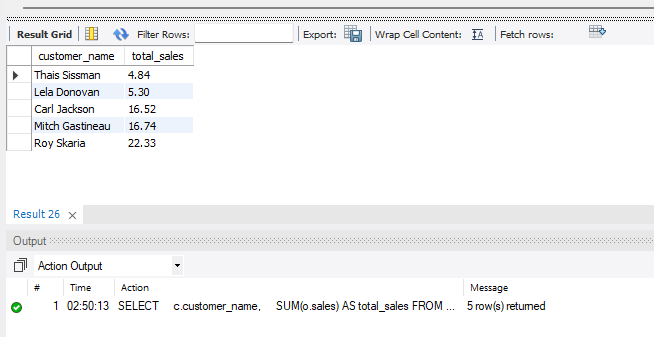 Result Grid Filter Rows: Export: Wrap Cell Content: Fetch rows:
customer_name total_sales
Thais Sissman 4.84
Lela Donovan 5.30
Carl Jackson 16.52
Mitch Gastineau 16.74
Roy Skaria 22.33
Result 26
Output
Action Output
# Time Action Message
1 02:50:13 SELECT c.customer_name, SUM(o.sales) AS total_sales FROM ... 5 row(s) returned